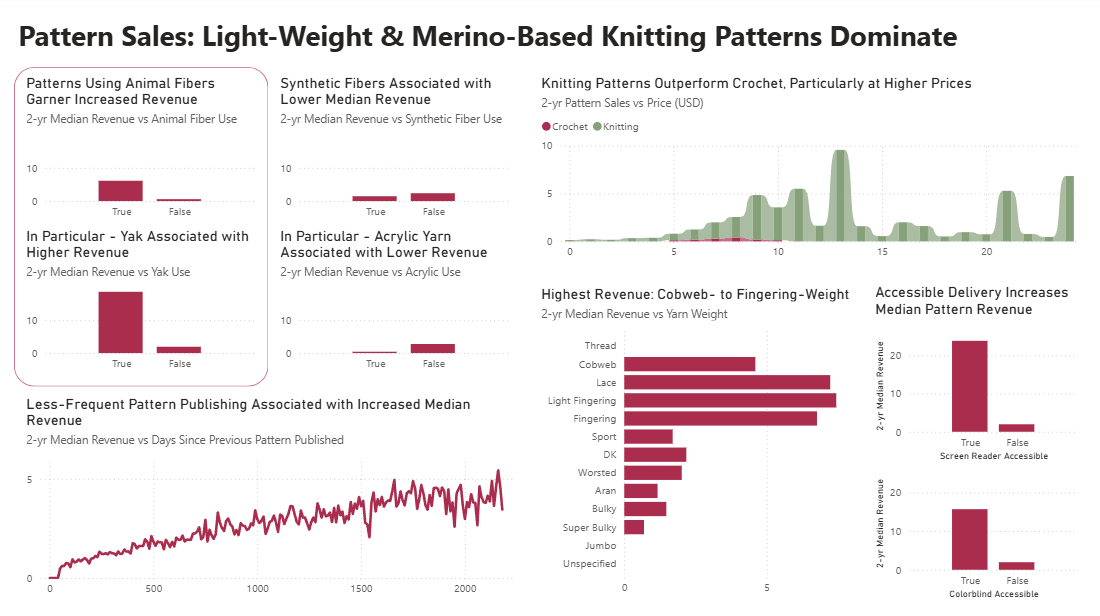 Pattern Sales: Light-Weight & Merino-Based Knitting Patterns Dominate
Patterns Using Animal Fibers
Garner Increased Revenue
2-yr Median Revenue vs Animal Fiber Use
10
0
True
False
In Particular - Yak Associated with
Higher Revenue
2-yr Median Revenue vs Yak Use
10
0
True
False
Synthetic Fibers Associated with
Lower Median Revenue
2-yr Median Revenue vs Synthetic Fiber Use
10
0
True
False
In Particular - Acrylic Yarn
Associated with Lower Revenue
2-yr Median Revenue vs Acrylic Use
10
0
True
False
Less-Frequent Pattern Publishing Associated with Increased Median
Revenue
2-yr Median Revenue vs Days Since Previous Pattern Published
5
0
0
500
1000
1500
2000
Knitting Patterns Outperform Crochet, Particularly at Higher Prices
2-yr Pattern Sales vs Price (USD)
Crochet Knitting
10
5
0
0
5
10
15
20
Highest Revenue: Cobweb- to Fingering-Weight
2-yr Median Revenue vs Yarn Weight
Thread
Cobweb
Lace
Light Fingering
Fingering
Sport
DK
Worsted
Aran
Bulky
Super Bulky
Jumbo
Unspecified
0
5
Accessible Delivery Increases
Median Pattern Revenue
2-yr Median Revenue
20
10
0
True
False
Screen Reader Accessible
2-yr Median Revenue
20
10
0
True
False
Colorblind Accessible